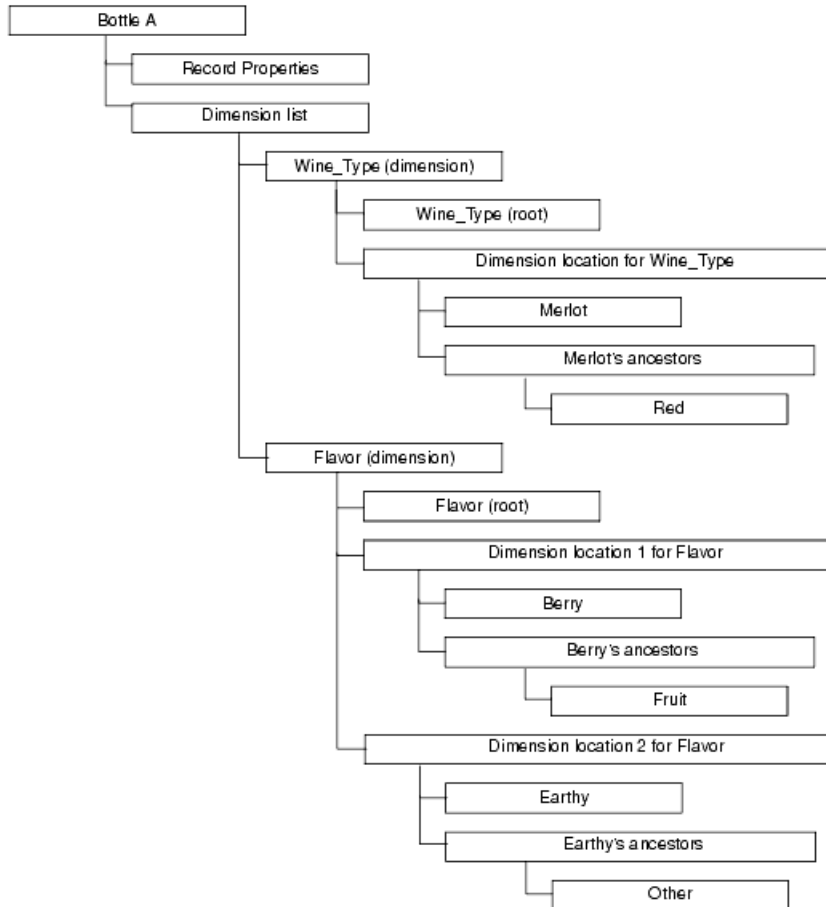 Bottle A
Record Properties
Dimension list
Wine_Type (dimension)
Wine_Type (root)
Dimension location for Wine_Type
Merlot
Merlot's ancestors
Red
Flavor (dimension)
Flavor (root)
Dimension location 1 for Flavor
Berry
Berry's ancestors
Fruit
Dimension location 2 for Flavor
Earthy
Earthy's ancestors
Other